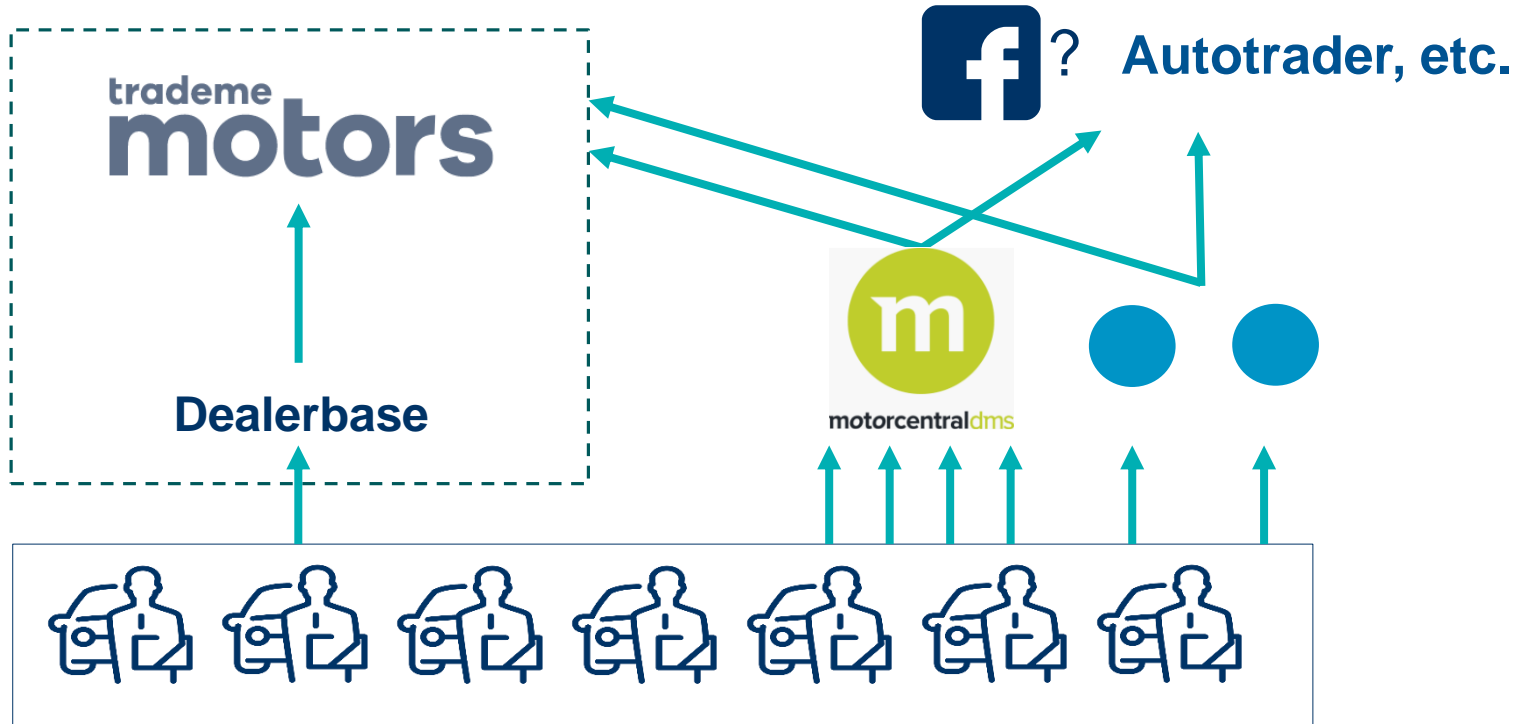 trademe
motors
f
?
Autotrader, etc.
m
motorcentraldms
Dealerbase